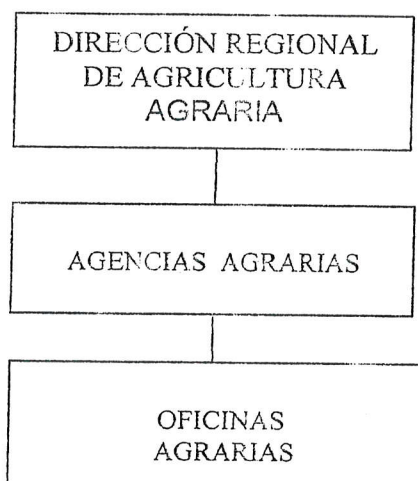 DIRECCIÓN REGIONAL
DE AGRICULTURA
AGRARIA
AGENCIAS AGRARIAS
OFICINAS
AGRARIAS